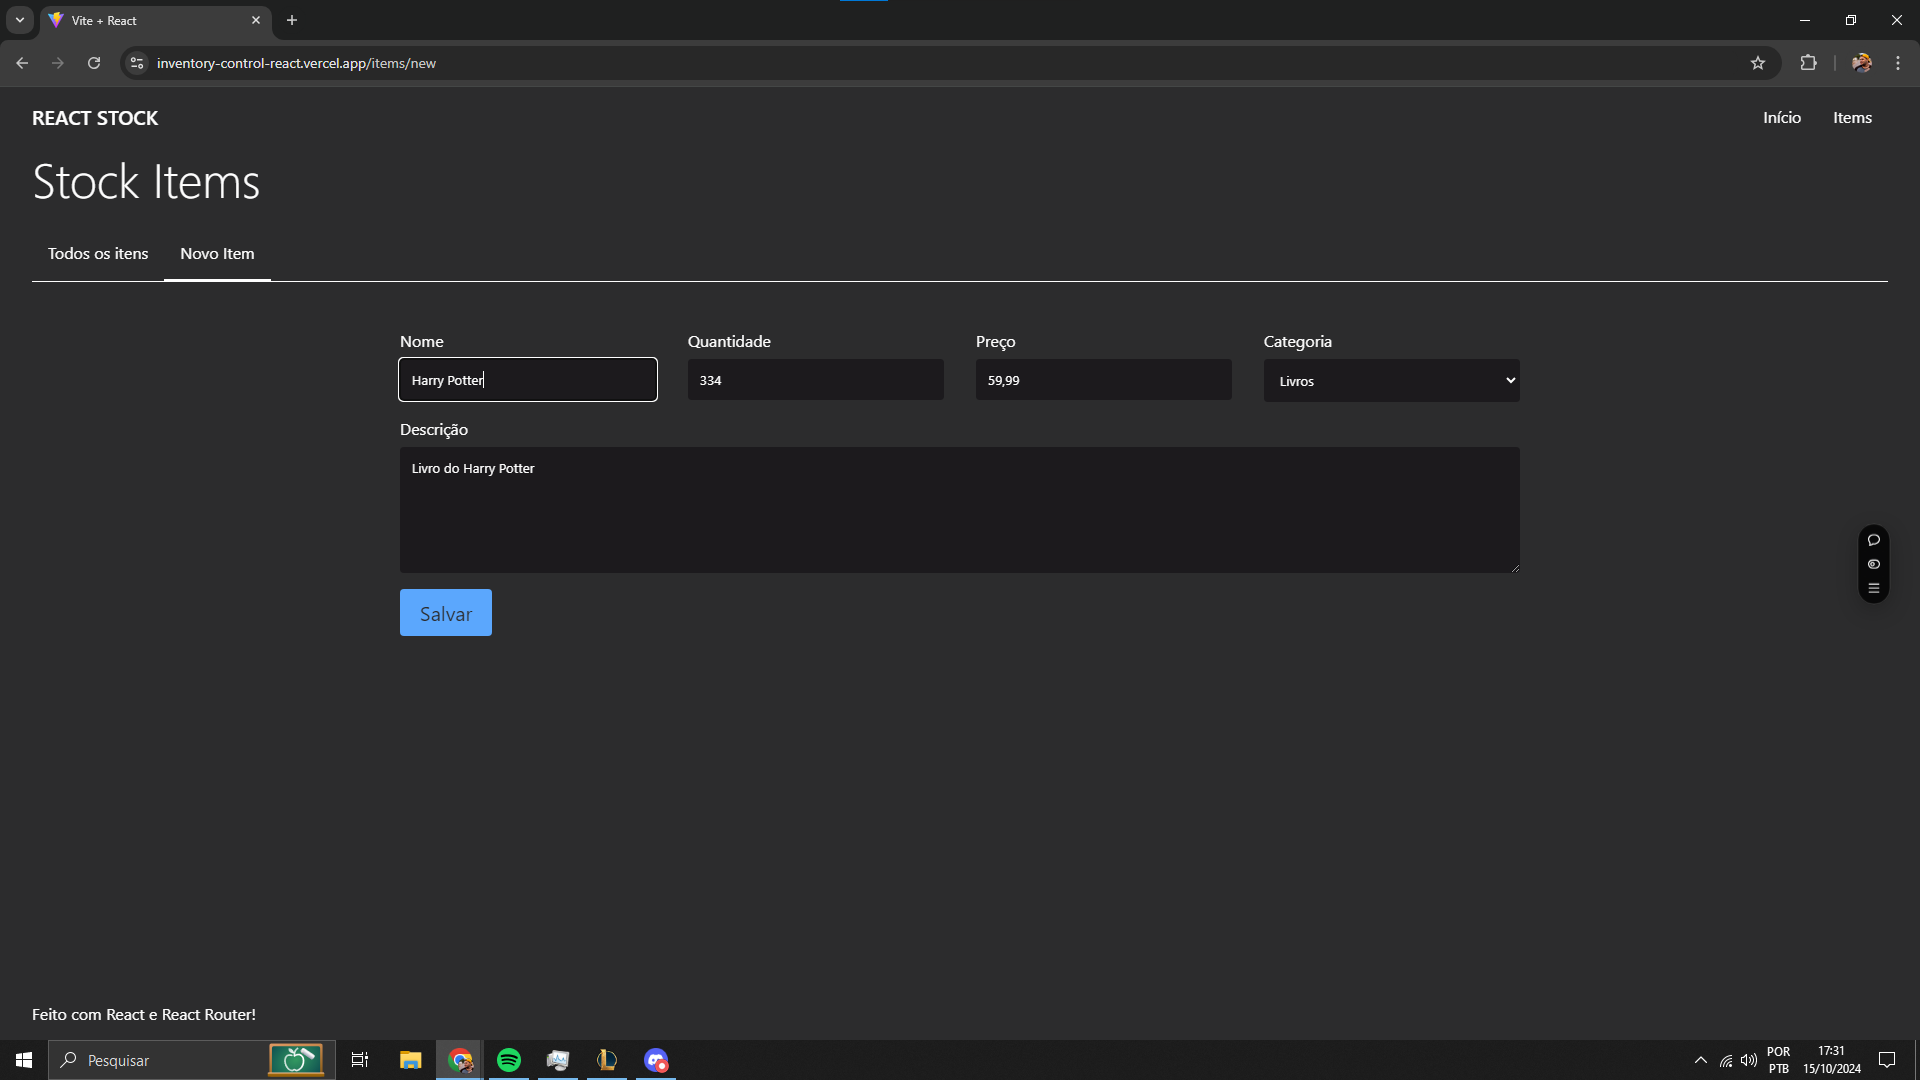 Vite + React
inventory-control-react.vercel.app/items/new
REACT STOCK
Início Items
Stock Items
Todos os itens Novo Item
Nome Quantidade Preço Categoria
Harry Potter 334 59,99 Livros
Descrição
Livro do Harry Potter
Salvar
Feito com React e React Router!
Pesquisar
POR 17:31
PTB 15/10/2024